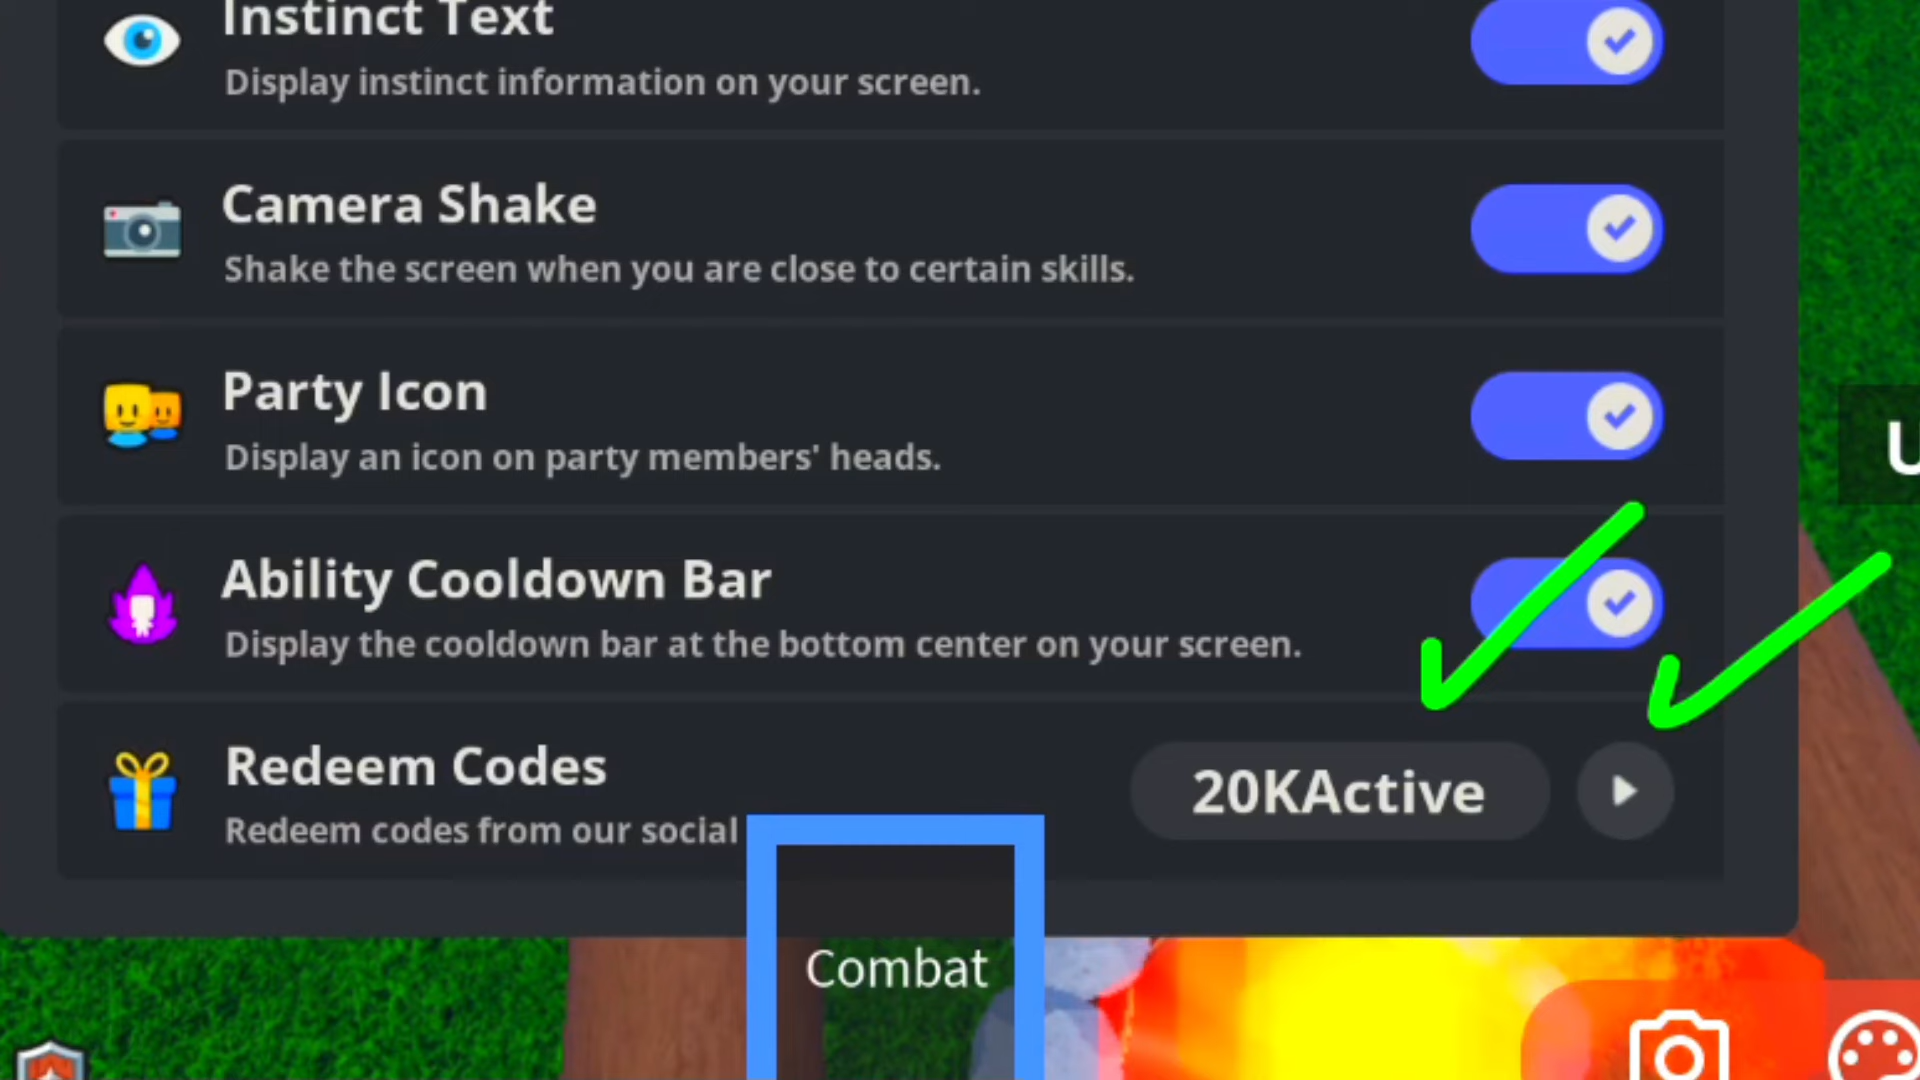 Instinct Text
Display instinct information on your screen.
Camera Shake
Shake the screen when you are close to certain skills.
Party Icon
Display an icon on party members' heads.
Ability Cooldown Bar
Display the cooldown bar at the bottom center on your screen.
Redeem Codes
20KActive
Redeem codes from our social
Combat